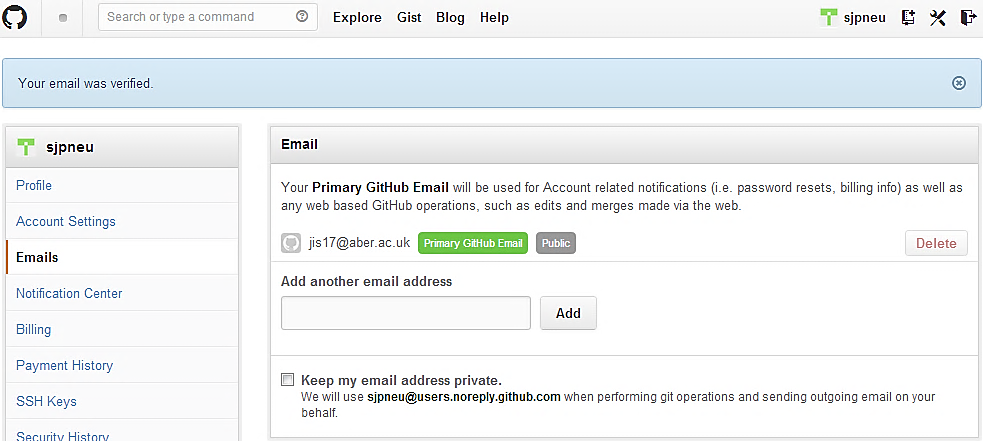 Search or type a command
Explore Gist Blog Help
sjpneu
Your email was verified.
sjpneu
Profile
Account Settings
Emails
Notification Center
Billing
Payment History
SSH Keys
Security History
Email
Your Primary GitHub Email will be used for Account related notifications (i.e. password resets, billing info) as well as
any web based GitHub operations, such as edits and merges made via the web.
jis17@aber.ac.uk Primary GitHub Email Public Delete
Add another email address
Add
Keep my email address private.
We will use sjpneu@users.noreply.github.com when performing git operations and sending outgoing email on your
behalf.